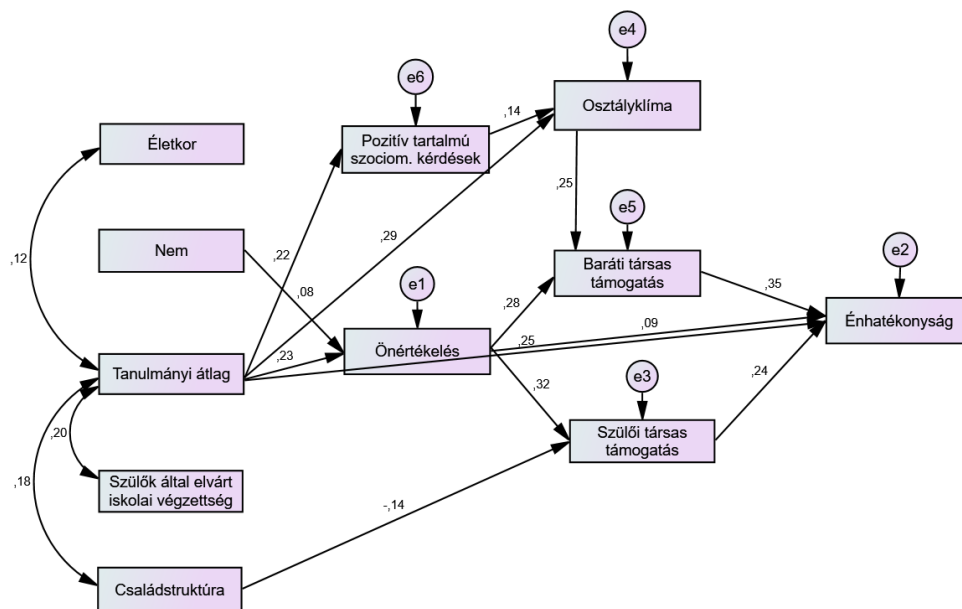 e4
e6
Osztályklíma
,14
Életkor
Pozitív tartalmú
szociom. kérdések
,25
e5
Nem
,22
,29
e2
,12
Baráti társas
támogatás
e1
,08
,28
,35
Énhatékonyság
,09
Önértékelés
,25
,23
Tanulmányi átlag
e3
,32
,24
,20
Szülői társas
támogatás
,18
Szülők által elvárt
iskolai végzettség
-,14
Családstruktúra